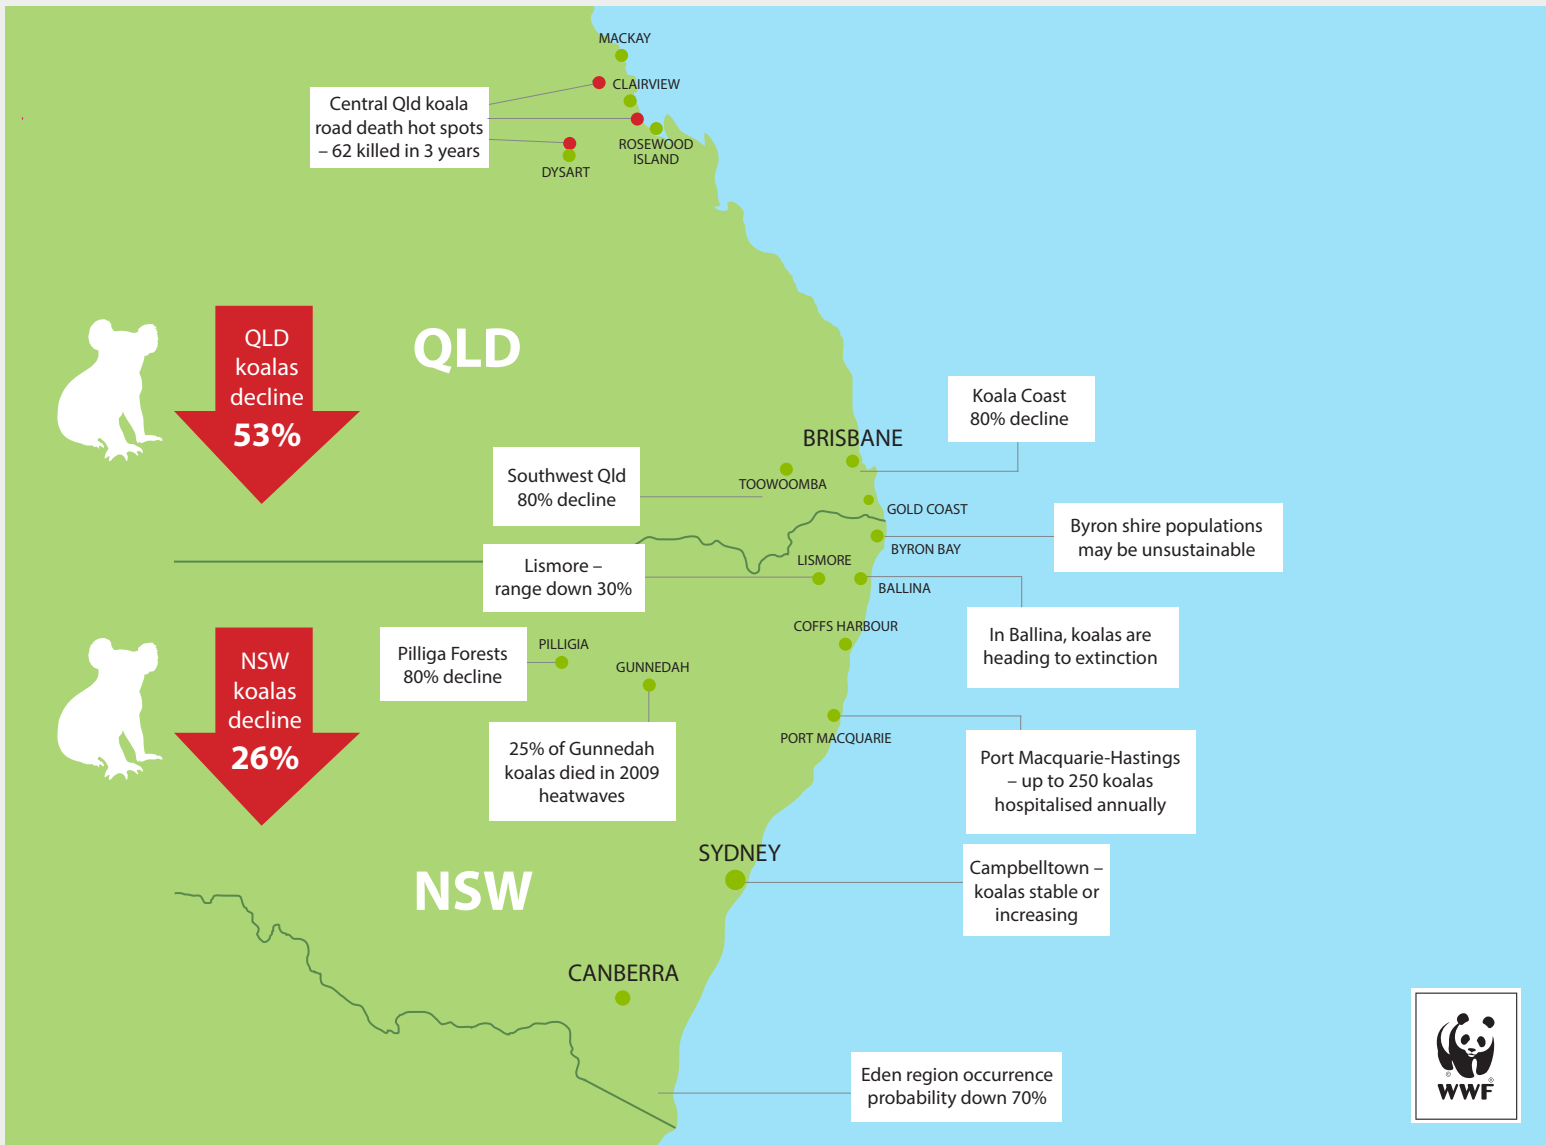 MACKAY
CLAIRVIEW
Central Qld koala
road death hot spots
– 62 killed in 3 years
ROSEWOOD
ISLAND
DYSART
QLD
koalas
decline
53%
QLD
Koala Coast
80% decline
BRISBANE
Southwest Qld
80% decline
TOOWOOMBA
GOLD COAST
Byron shire populations
may be unsustainable
BYRON BAY
Lismore –
range down 30%
LISMORE
BALLINA
In Ballina, koalas are
heading to extinction
COFFS HARBOUR
NSW
koalas
decline
26%
Pilliga Forests
80% decline
PILLIGIA
GUNNEDAH
25% of Gunnedah
koalas died in 2009
heatwaves
PORT MACQUARIE
Port Macquarie-Hastings
– up to 250 koalas
hospitalised annually
SYDNEY
Campbelltown –
koalas stable or
increasing
NSW
CANBERRA
Eden region occurrence
probability down 70%
©
®
WWF